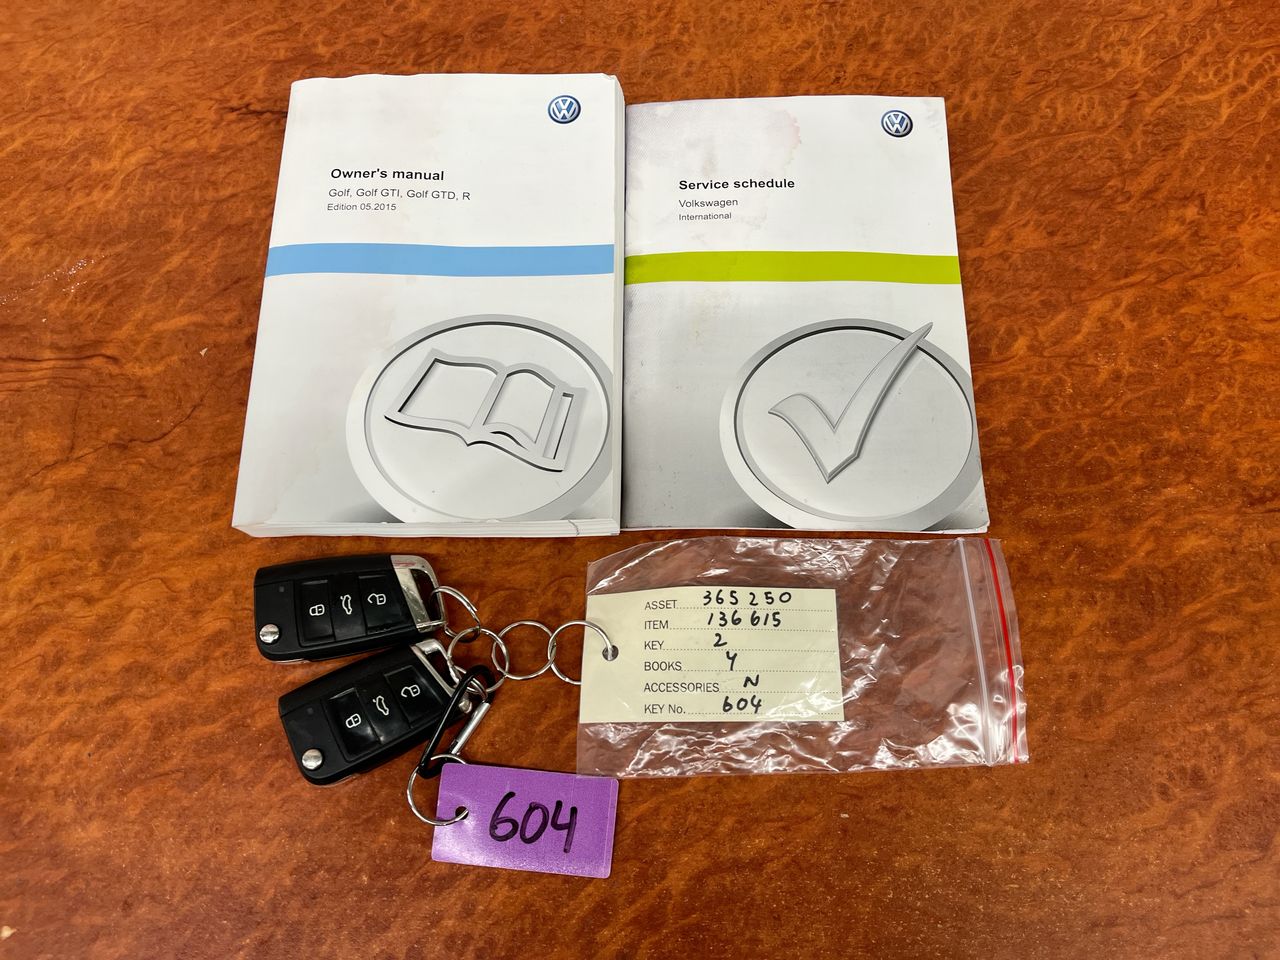 Owner's manual
Golf, Golf GTI, Golf GTD, R
Edition 05.2015
Service schedule
Volkswagen
International
ASSET 365250
ITEM 136615
KEY 2
BOOKS Y
ACCESSORIES N
KEY No. 604
604